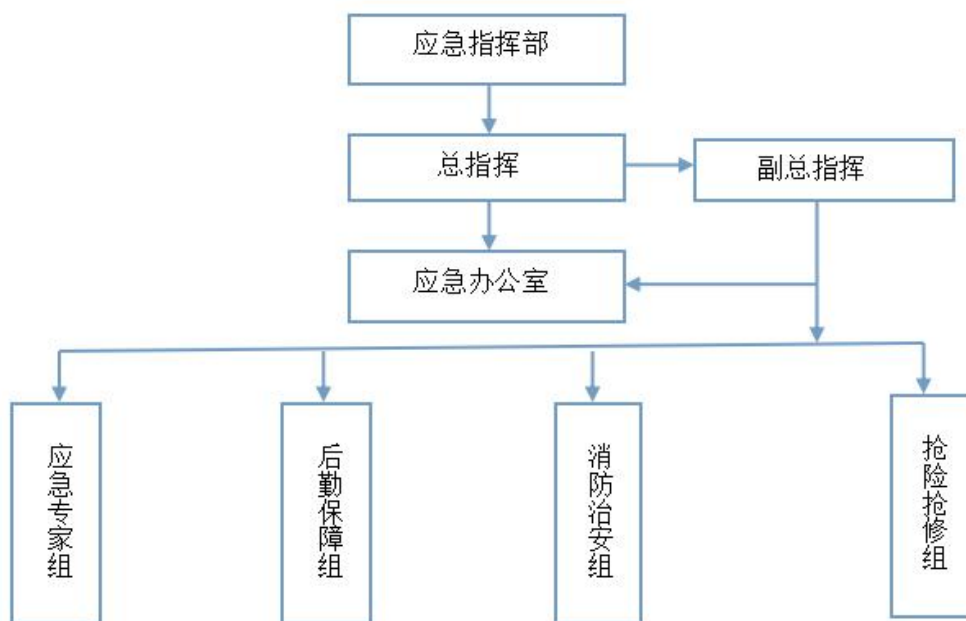 应急指挥部
总指挥
副总指挥
应急办公室
应急专家组
后勤保障组
消防治安组
抢险抢修组